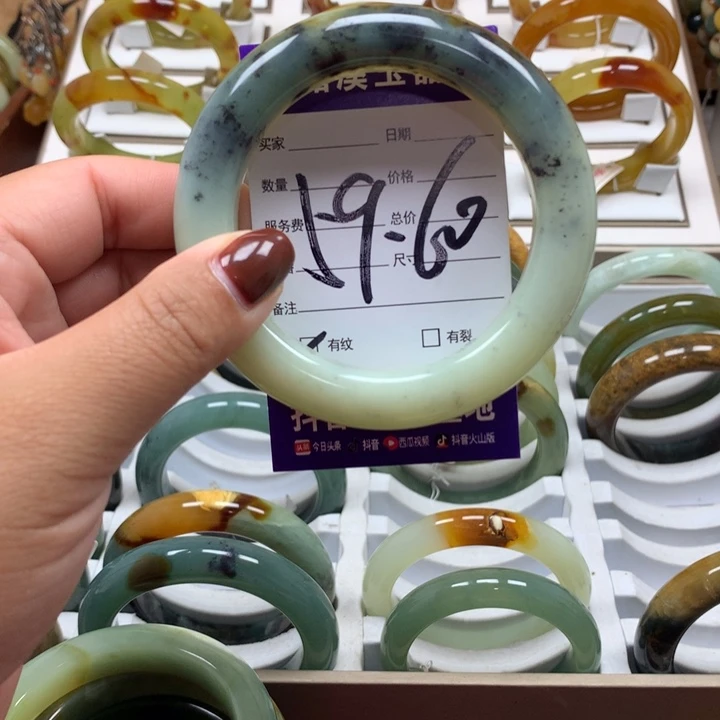 买家 日期
数量 价格
服务费 总价
尺寸
19-60
备注
有纹 有裂
今日头条 抖音 西瓜视频 抖音火山版